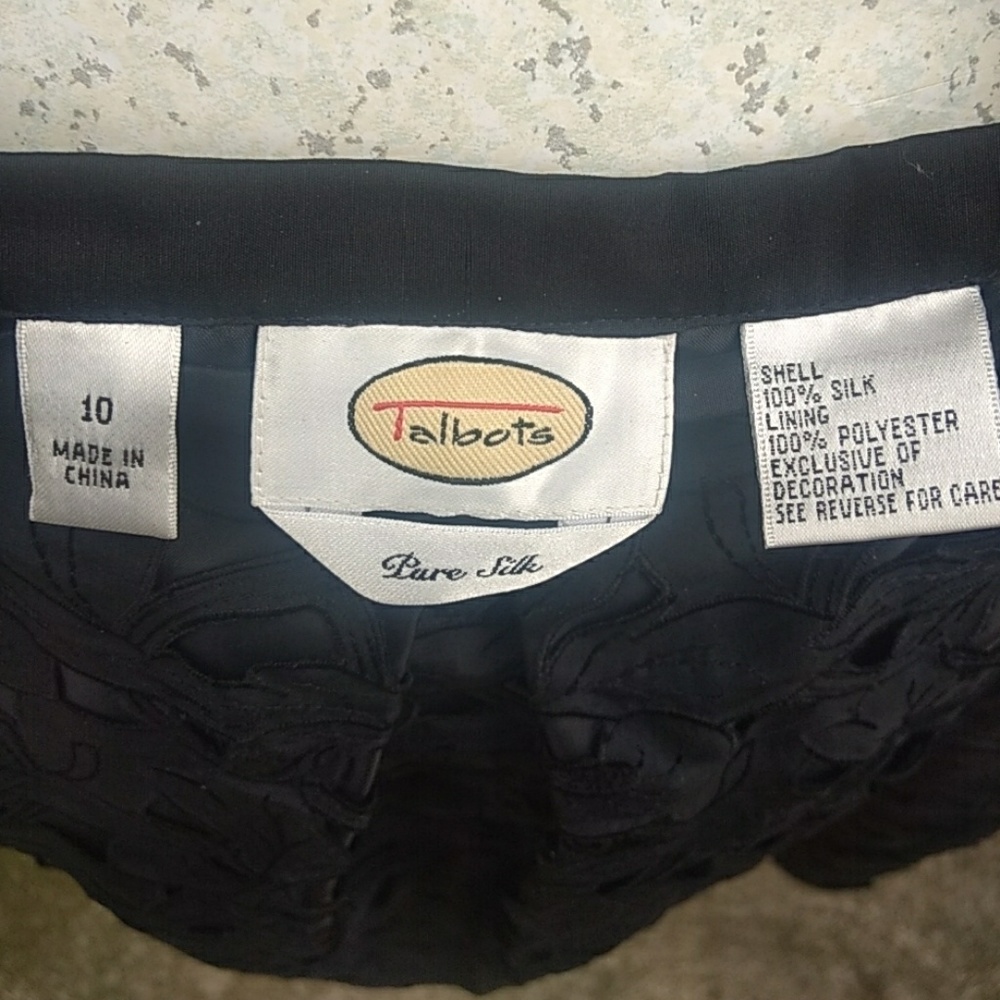 10
MADE IN
CHINA
Talbots
Pure Silk
SHELL
100% SILK
LINING
100% POLYESTER
EXCLUSIVE OF
DECORATION
SEE REVERSE FOR CARE